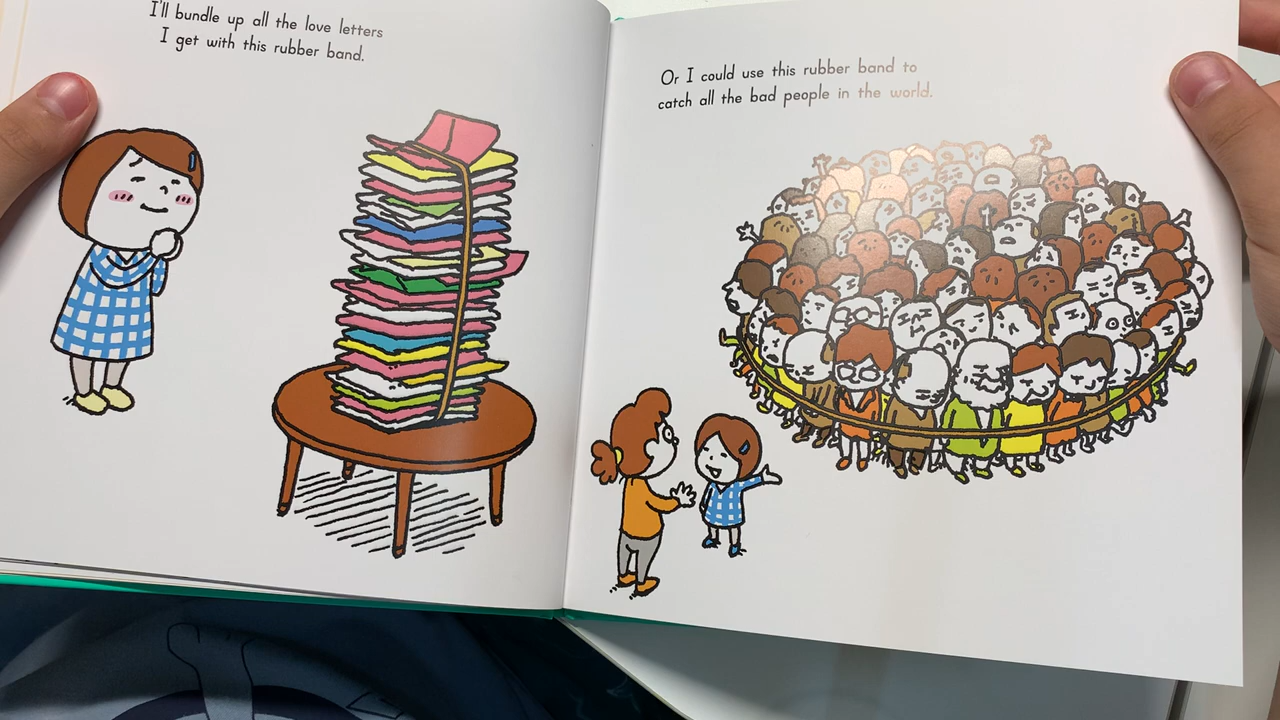 I'll bundle up all the love letters
I get with this rubber band.
Or I could use this rubber band to
catch all the bad people in the world.